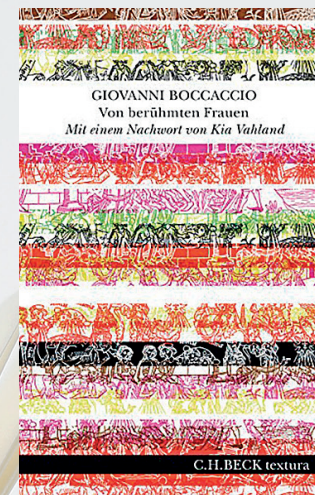 GIOVANNI BOCCACCIO
Von berühmten Frauen
Mit einem Nachwort von Kia Vahland
C.H.BECK textura